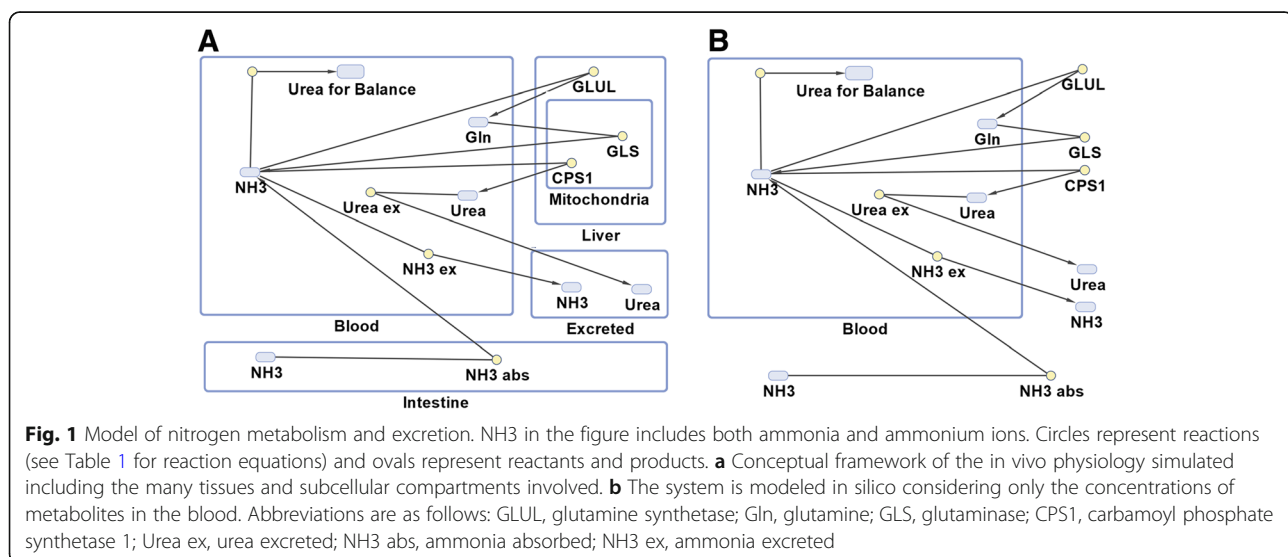 A
Urea for Balance
GLUL
Gln
GLS
NH3
CPS1
Urea ex
Urea
Mitochondria
Liver
NH3 ex
NH3
Urea
Blood
Excreted
NH3
NH3 abs
Intestine
B
Urea for Balance
GLUL
Gln
GLS
NH3
CPS1
Urea ex
Urea
NH3 ex
Urea
NH3
Blood
NH3
NH3 abs
Fig. 1 Model of nitrogen metabolism and excretion. NH3 in the figure includes both ammonia and ammonium ions. Circles represent reactions
(see Table 1 for reaction equations) and ovals represent reactants and products. a Conceptual framework of the in vivo physiology simulated
including the many tissues and subcellular compartments involved. b The system is modeled in silico considering only the concentrations of
metabolites in the blood. Abbreviations are as follows: GLUL, glutamine synthetase; Gln, glutamine; GLS, glutaminase; CPS1, carbamoyl phosphate
synthetase 1; Urea ex, urea excreted; NH3 abs, ammonia absorbed; NH3 ex, ammonia excreted